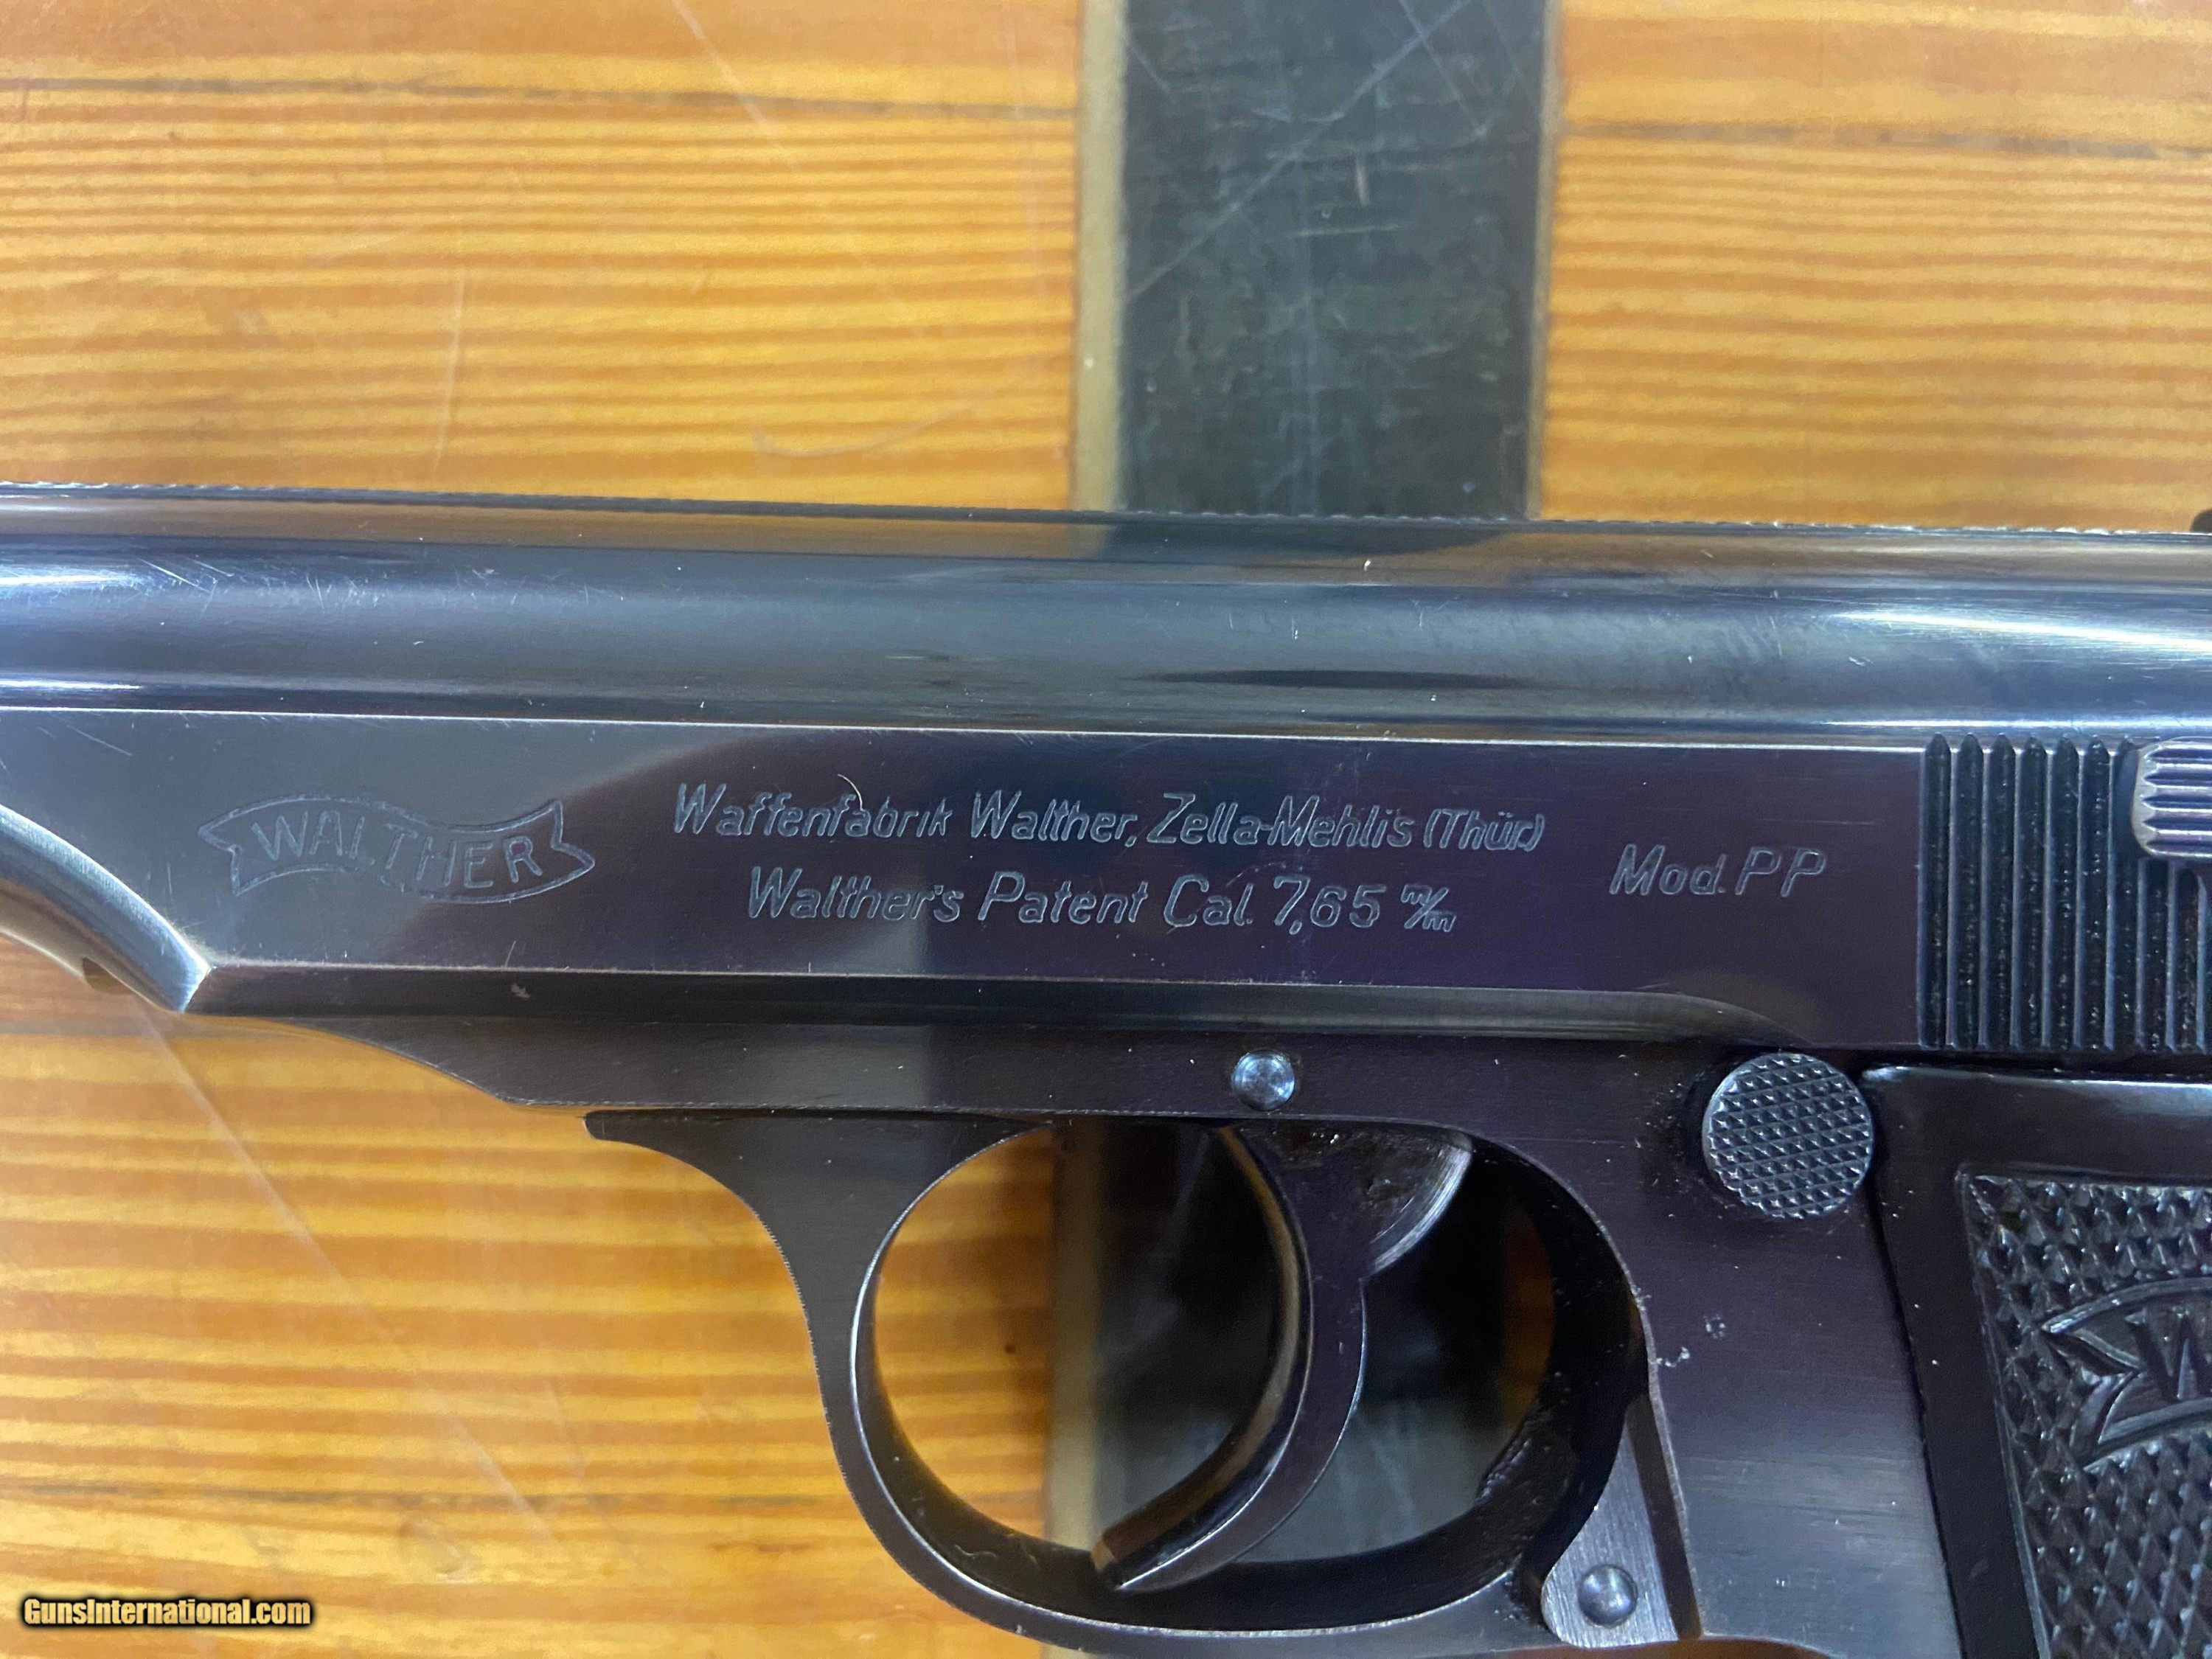 WALTHER
Waffenfabrik Walther, Zella-Mehlis (Thür.)
Walther's Patent Cal. 7,65 m/m
Mod. PP
W
GunsInternational.com